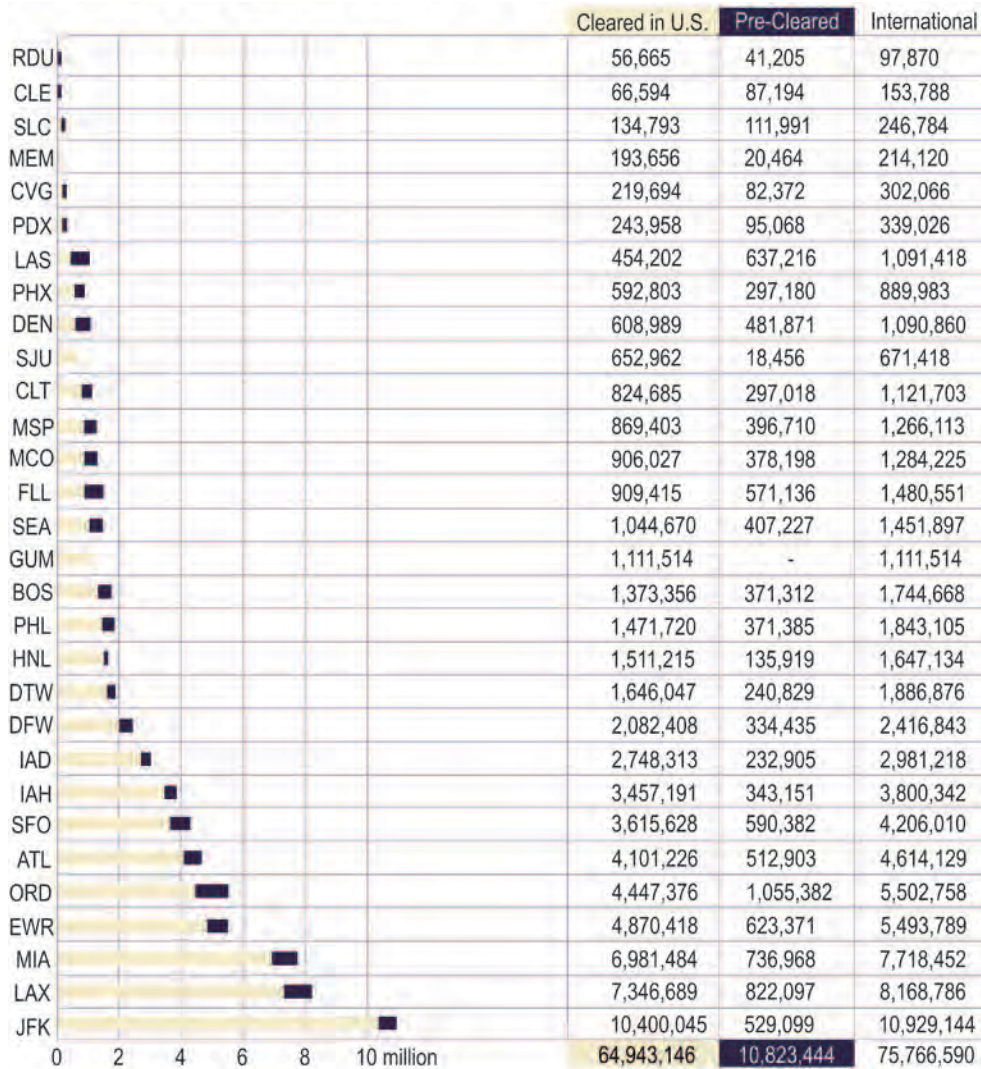 Cleared in U.S. Pre-Cleared International
RDU 56,665 41,205 97,870
CLE 66,594 87,194 153,788
SLC 134,793 111,991 246,784
MEM 193,656 20,464 214,120
CVG 219,694 82,372 302,066
PDX 243,958 95,068 339,026
LAS 454,202 637,216 1,091,418
PHX 592,803 297,180 889,983
DEN 608,989 481,871 1,090,860
SJU 652,962 18,456 671,418
CLT 824,685 297,018 1,121,703
MSP 869,403 396,710 1,266,113
MCO 906,027 378,198 1,284,225
FLL 909,415 571,136 1,480,551
SEA 1,044,670 407,227 1,451,897
GUM 1,111,514 - 1,111,514
BOS 1,373,356 371,312 1,744,668
PHL 1,471,720 371,385 1,843,105
HNL 1,511,215 135,919 1,647,134
DTW 1,646,047 240,829 1,886,876
DFW 2,082,408 334,435 2,416,843
IAD 2,748,313 232,905 2,981,218
IAH 3,457,191 343,151 3,800,342
SFO 3,615,628 590,382 4,206,010
ATL 4,101,226 512,903 4,614,129
ORD 4,447,376 1,055,382 5,502,758
EWR 4,870,418 623,371 5,493,789
MIA 6,981,484 736,968 7,718,452
LAX 7,346,689 822,097 8,168,786
JFK 10,400,045 529,099 10,929,144
0 2 4 6 8 10 million 64,943,146 10,823,444 75,766,590